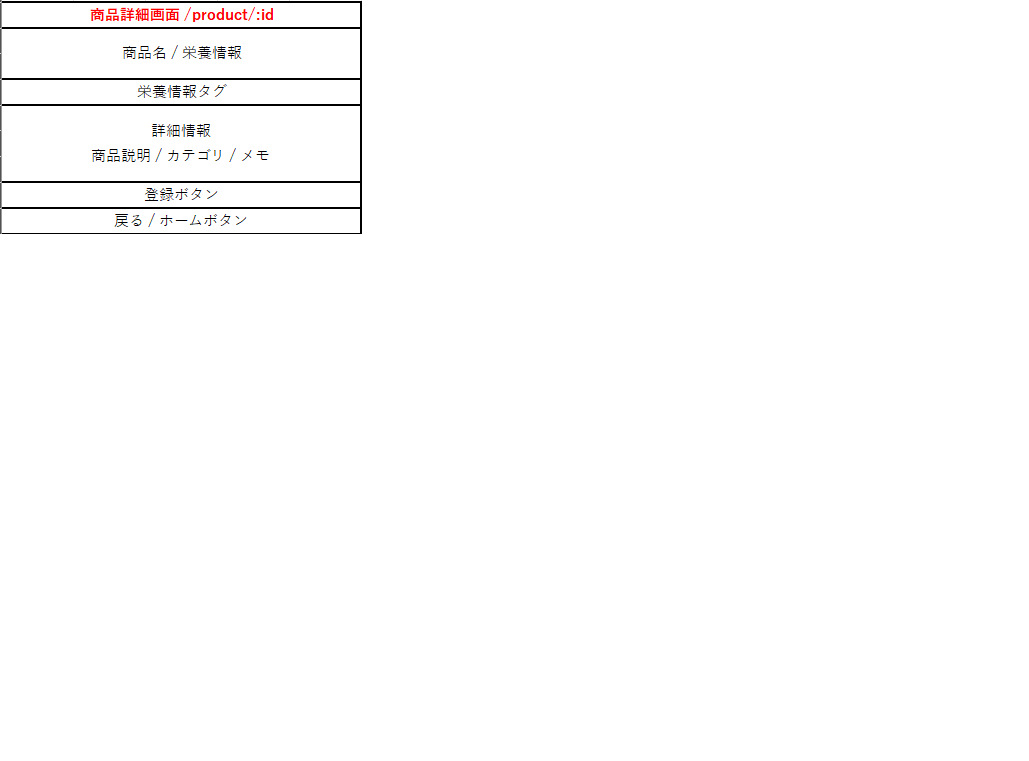 商品詳細画面 /product/:id
商品名 / 栄養情報
栄養情報タグ
詳細情報
商品説明 / カテゴリ / メモ
登録ボタン
戻る / ホームボタン